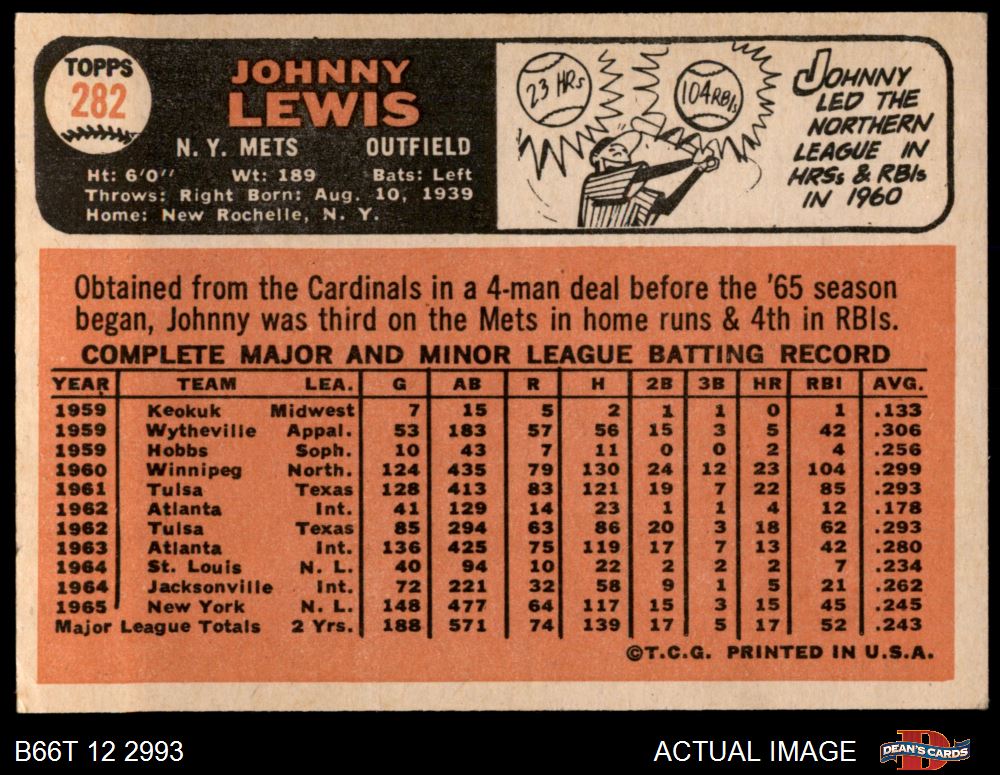 TOPPS
282
JOHNNY
LEWIS
N. Y. METS OUTFIELD
Ht: 6'0" Wt: 189 Bats: Left
Throws: Right Born: Aug. 10, 1939
Home: New Rochelle, N. Y.
23 HRs
104 RBIs
JOHNNY
LED THE
NORTHERN
LEAGUE IN
HRSs & RBIs
IN 1960
Obtained from the Cardinals in a 4-man deal before the '65 season
began, Johnny was third on the Mets in home runs & 4th in RBIs.
COMPLETE MAJOR AND MINOR LEAGUE BATTING RECORD
YEAR TEAM LEA. G AB R H 2B 3B HR RBI AVG.
1959 Keokuk Midwest 7 15 5 2 1 1 0 1 .133
1959 Wytheville Appal. 53 183 57 56 15 3 5 42 .306
1959 Hobbs Soph. 10 43 7 11 0 0 2 4 .256
1960 Winnipeg North. 124 435 79 130 24 12 23 104 .299
1961 Tulsa Texas 128 413 83 121 19 7 22 85 .293
1962 Atlanta Int. 41 129 14 23 1 1 4 12 .178
1962 Tulsa Texas 85 294 63 86 20 3 18 62 .293
1963 Atlanta Int. 136 425 75 119 17 7 13 42 .280
1964 St. Louis N. L. 40 94 10 22 2 2 2 7 .234
1964 Jacksonville Int. 72 221 32 58 9 1 5 21 .262
1965 New York N. L. 148 477 64 117 15 3 15 45 .245
Major League Totals 2 Yrs. 188 571 74 139 17 5 17 52 .243
©T.C.G. PRINTED IN U.S.A.
B66T 12 2993 ACTUAL IMAGE DEAN'S CARDS